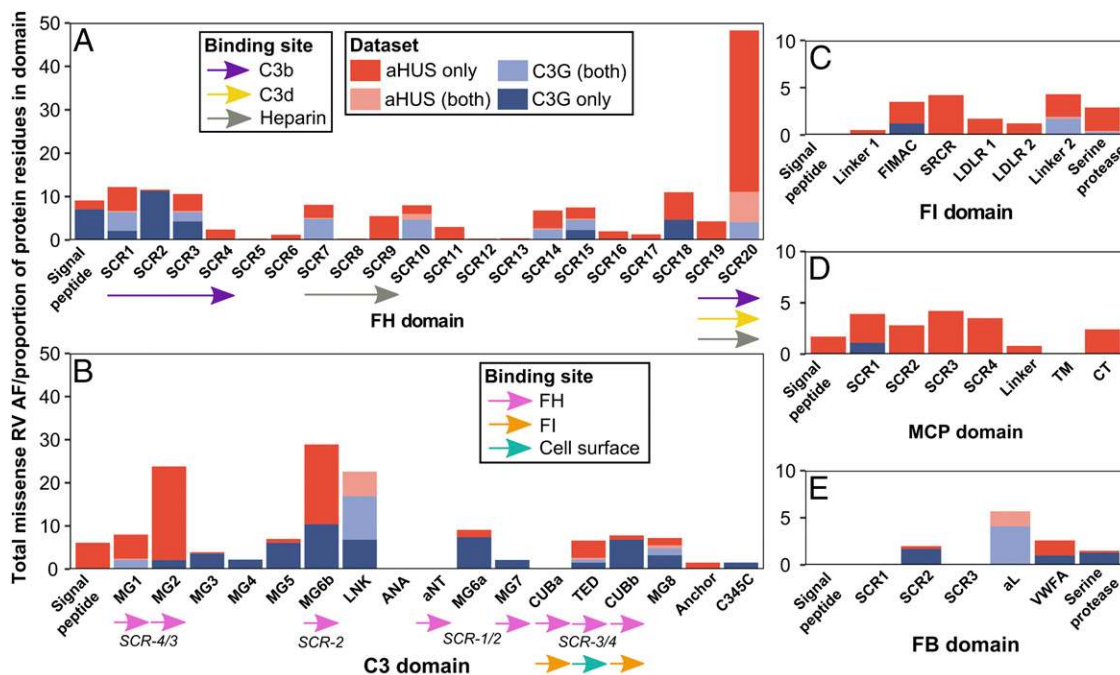 Total missense RV AF/proportion of protein residues in domain
A
50
40
30
20
10
0
Binding site
C3b
C3d
Heparin
Dataset
aHUS only
C3G (both)
aHUS (both)
C3G only
Signal peptide
SCR1
SCR2
SCR3
SCR4
SCR5
SCR6
SCR7
SCR8
SCR9
SCR10
SCR11
SCR12
SCR13
SCR14
SCR15
SCR16
SCR17
SCR18
SCR19
SCR20
FH domain
B
50
40
30
20
10
0
Binding site
FH
FI
Cell surface
Signal peptide
MG1
MG2
MG3
MG4
MG5
MG6b
LNK
ANA
aNT
MG6a
MG7
CUBa
TED
CUBb
MG8
Anchor
C345C
SCR-4/3
SCR-2
SCR-1/2
SCR-3/4
C3 domain
C
10
5
0
Signal peptide
Linker 1
FIMAC
SRCR
LDLR 1
LDLR 2
Linker 2
Serine protease
FI domain
D
10
5
0
Signal peptide
SCR1
SCR2
SCR3
SCR4
Linker
TM
CT
MCP domain
E
10
5
0
Signal peptide
SCR1
SCR2
SCR3
aL
VWFA
Serine protease
FB domain